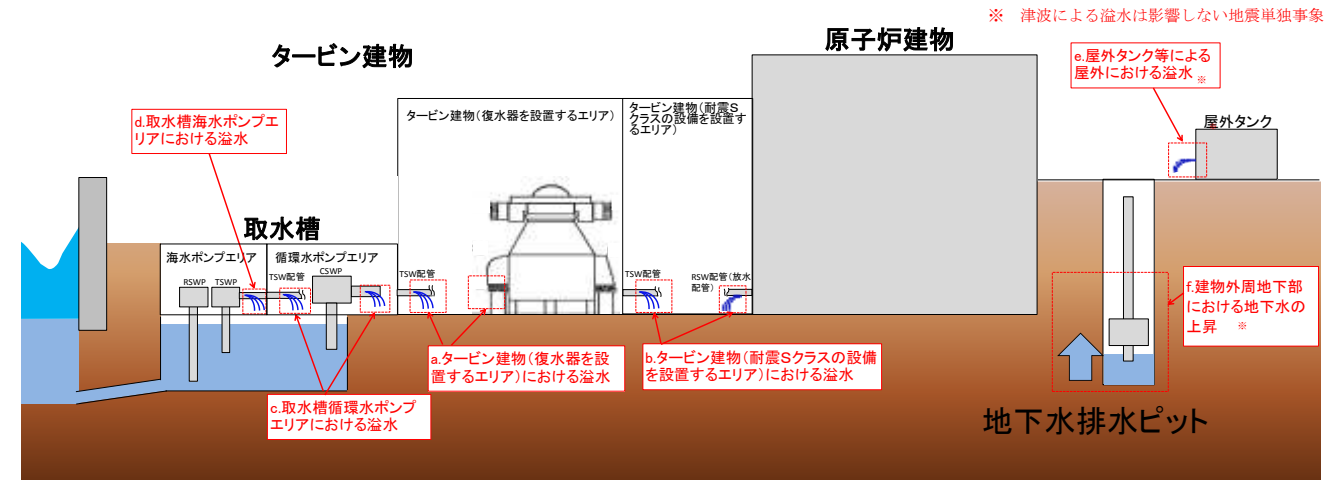 ※　津波による溢水は影響しない地震単独事象
原子炉建物
タービン建物
e.屋外タンク等による
屋外における溢水 ※
タービン建物(復水器を設置するエリア)
タービン建物(耐震S
クラスの設備を設置す
るエリア)
d.取水槽海水ポンプエ
リアにおける溢水
屋外タンク
取水槽
海水ポンプエリア
循環水ポンプエリア
RSWP
TSWP
TSW配管
CSWP
TSW配管
TSW配管
RSW配管(放水
配管)
f.建物外周地下部
における地下水の
上昇　※
a.タービン建物(復水器を設
置するエリア)における溢水
b.タービン建物(耐震Sクラスの設備
を設置するエリア)における溢水
c.取水槽循環水ポンプ
エリアにおける溢水
地下水排水ピット